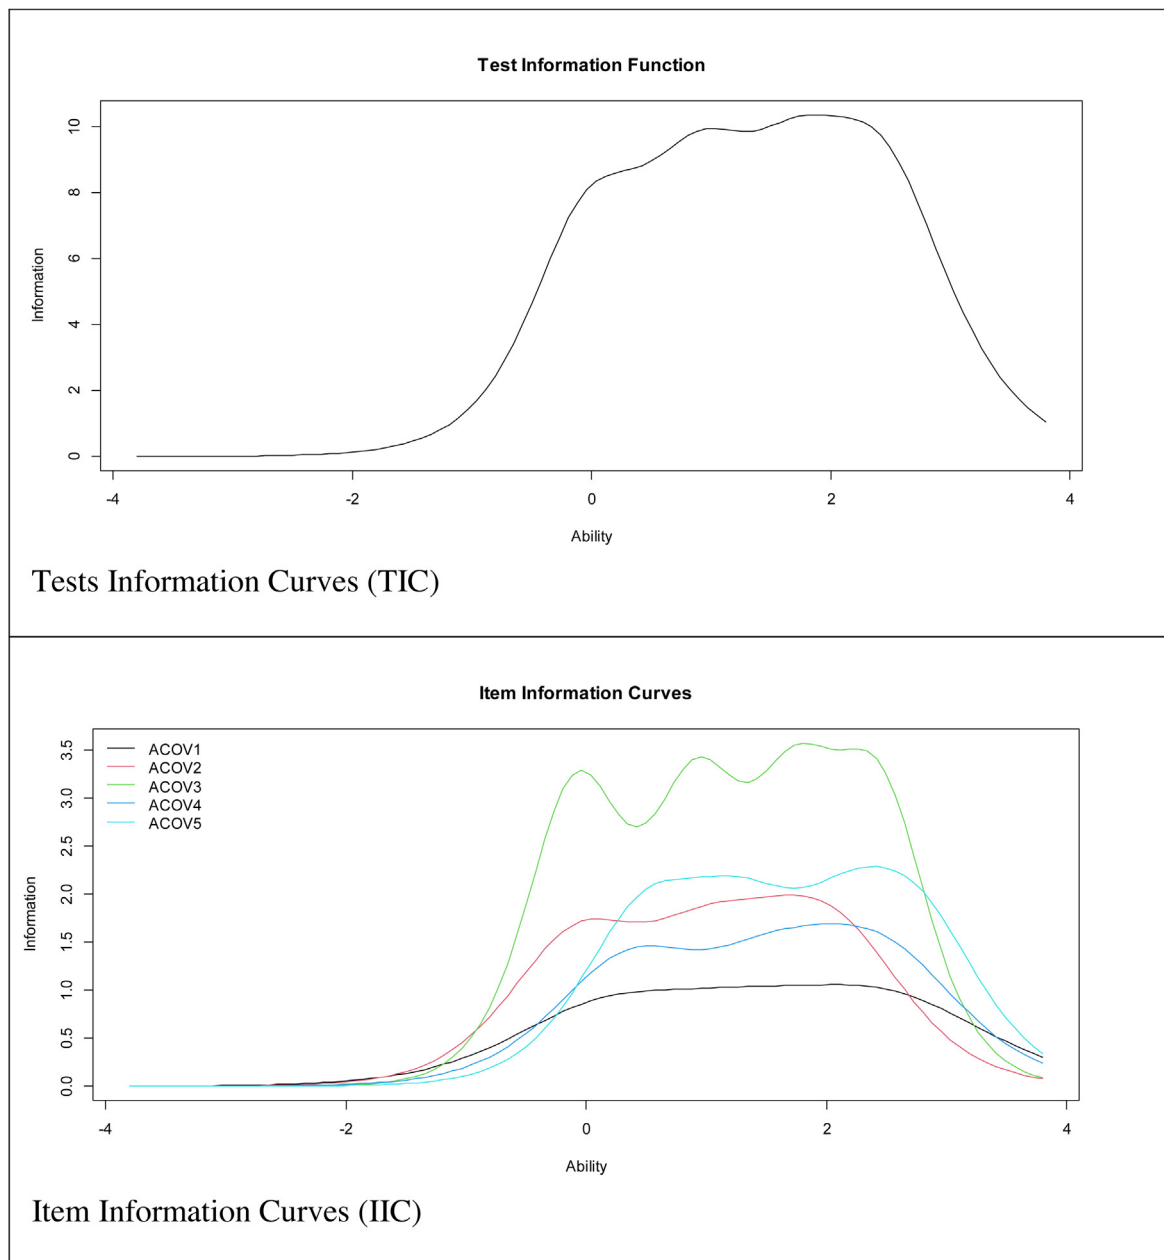 Test Information Function
10
8
6
4
2
0
Information
-4 -2 0 2 4
Ability
Tests Information Curves (TIC)
Item Information Curves
ACOV1
ACOV2
ACOV3
ACOV4
ACOV5
3.5
3.0
2.5
2.0
1.5
1.0
0.5
0.0
Information
-4 -2 0 2 4
Ability
Item Information Curves (IIC)